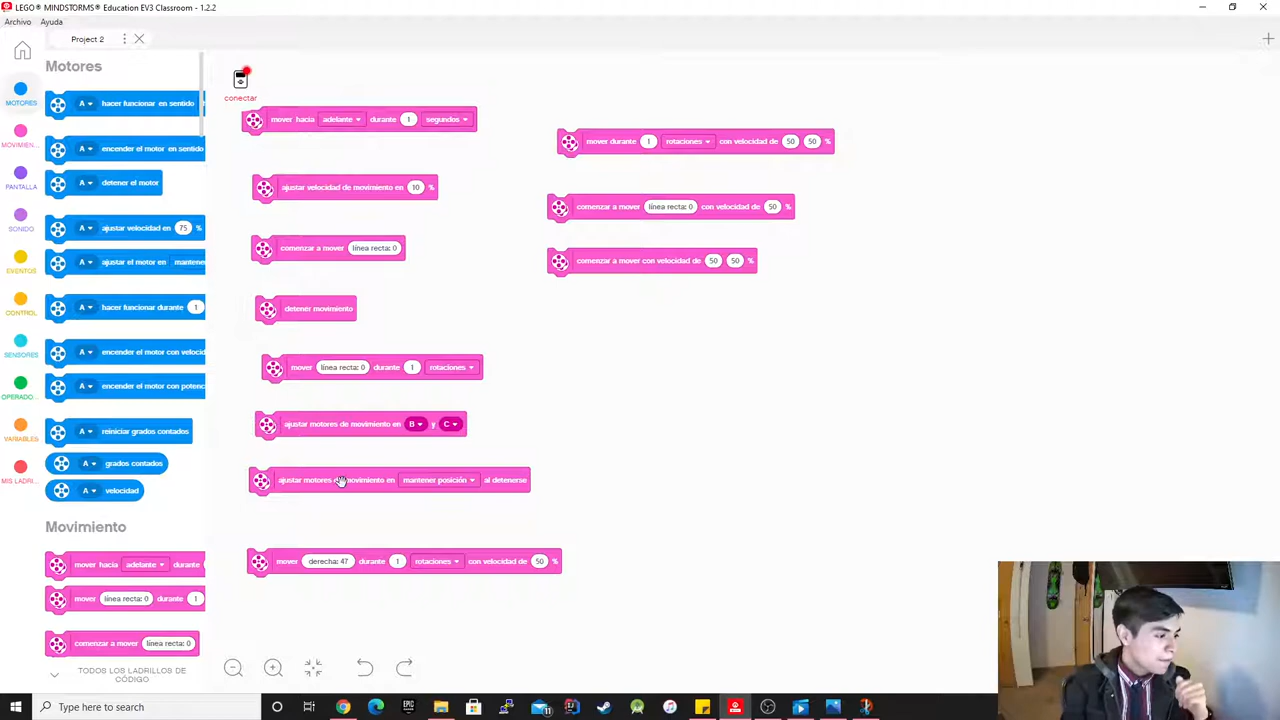 LEGO® MINDSTORMS® Education EV3 Classroom - 1.2.2
Archivo Ayuda
Project 2
MOTORES
MOVIMIEN...
PANTALLA
SONIDO
EVENTOS
CONTROL
SENSORES
OPERADO...
VARIABLES
MIS LADRI...
Motores
A hacer funcionar en sentido
A encender el motor en sentido
A detener el motor
A ajustar velocidad en 75 %
A ajustar el motor en mantener
A hacer funcionar durante 1
A encender el motor con velocid
A encender el motor con potenc
A reiniciar grados contados
A grados contados
A velocidad
Movimiento
mover hacia adelante durante
mover línea recta: 0 durante 1
comenzar a mover línea recta: 0
TODOS LOS LADRILLOS DE
CÓDIGO
conectar
mover hacia adelante durante 1 segundos
ajustar velocidad de movimiento en 10 %
comenzar a mover línea recta: 0
detener movimiento
mover línea recta: 0 durante 1 rotaciones
ajustar motores de movimiento en B y C
ajustar motores movimiento en mantener posición al detenerse
mover derecha: 47 durante 1 rotaciones con velocidad de 50 %
mover durante 1 rotaciones con velocidad de 50 50 %
comenzar a mover línea recta: 0 con velocidad de 50 %
comenzar a mover con velocidad de 50 50 %
Type here to search
EPIC
11